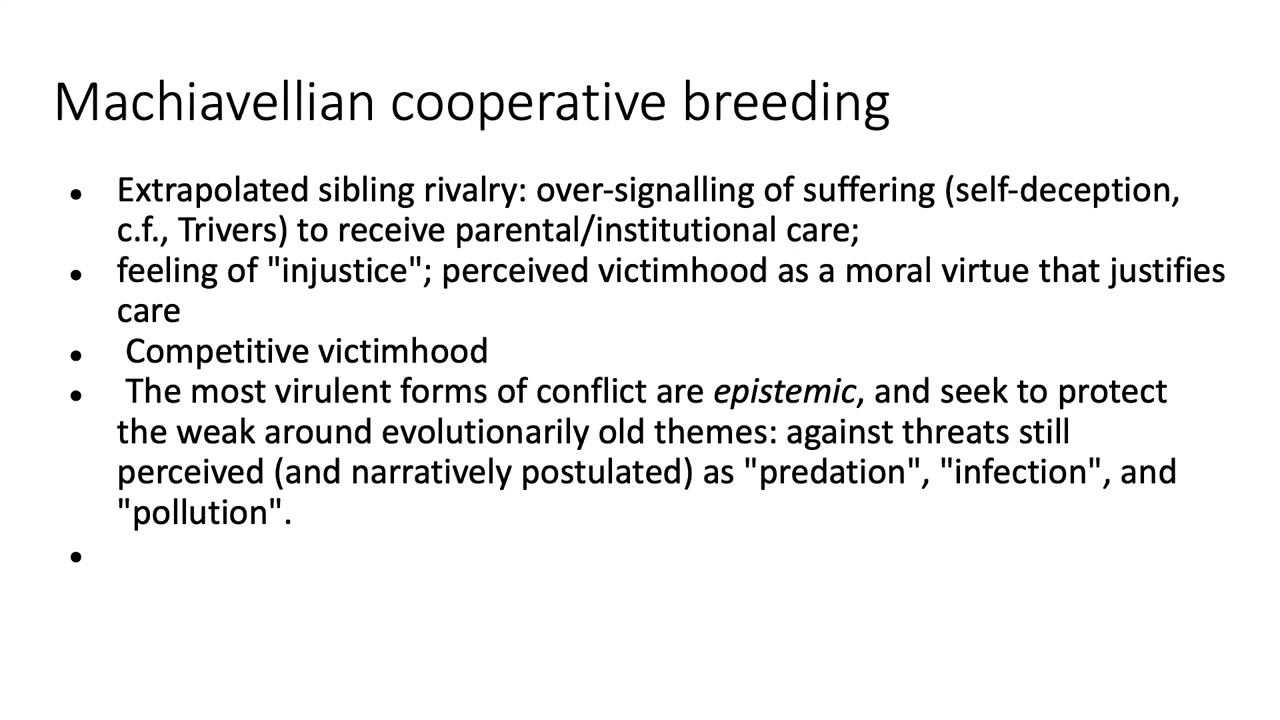 Machiavellian cooperative breeding
• Extrapolated sibling rivalry: over-signalling of suffering (self-deception,
c.f., Trivers) to receive parental/institutional care;
• feeling of "injustice"; perceived victimhood as a moral virtue that justifies
care
• Competitive victimhood
• The most virulent forms of conflict are epistemic, and seek to protect
the weak around evolutionarily old themes: against threats still
perceived (and narratively postulated) as "predation", "infection", and
"pollution".
•